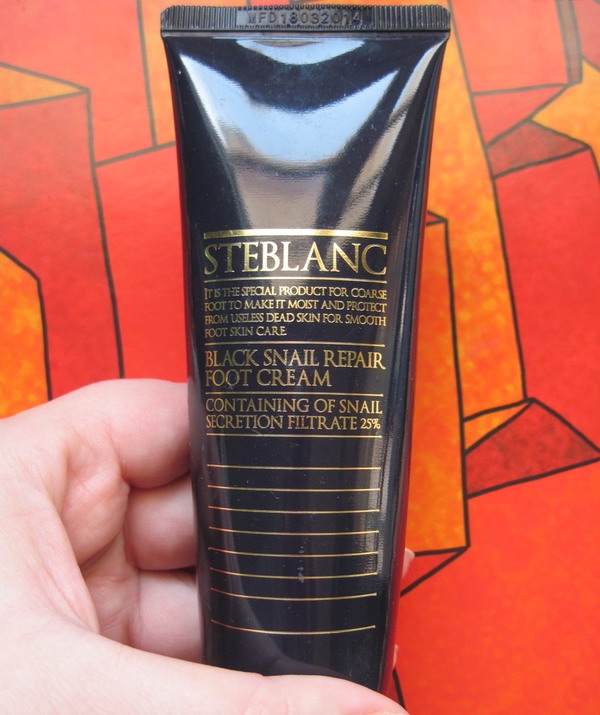 MFD18032014
STEBLANC
IT IS THE SPECIAL PRODUCT FOR COARSE
FOOT TO MAKE IT MOIST AND PROTECT
FROM USELESS DEAD SKIN FOR SMOOTH
FOOT SKIN CARE.
BLACK SNAIL REPAIR
FOOT CREAM
CONTAINING OF SNAIL
SECRETION FILTRATE 25%